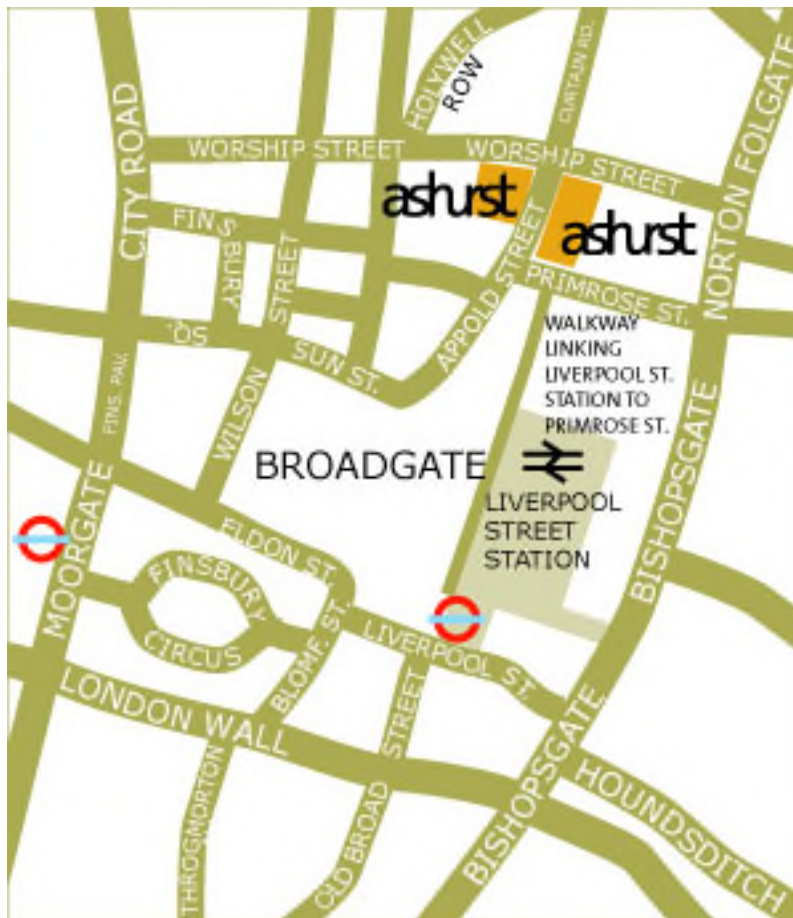 HOLYWELL
ROW
CURTAIN RD.
CITY ROAD
WORSHIP STREET
WORSHIP STREET
NORTON FOLGATE
ashurst
ashurst
FINSBURY
SQ.
STREET
WILSON
APPOLD STREET
PRIMROSE ST.
SUN ST.
FINS. PAV.
WALKWAY
LINKING
LIVERPOOL ST.
STATION TO
PRIMROSE ST.
BROADGATE
LIVERPOOL
STREET
STATION
BISHOPSGATE
MOORGATE
ELDON ST.
FINSBURY
CIRCUS
BLOMF. ST.
LIVERPOOL ST.
LONDON WALL
THROGMORTON
OLD BROAD STREET
BISHOPSGATE
HOUNDSDITCH